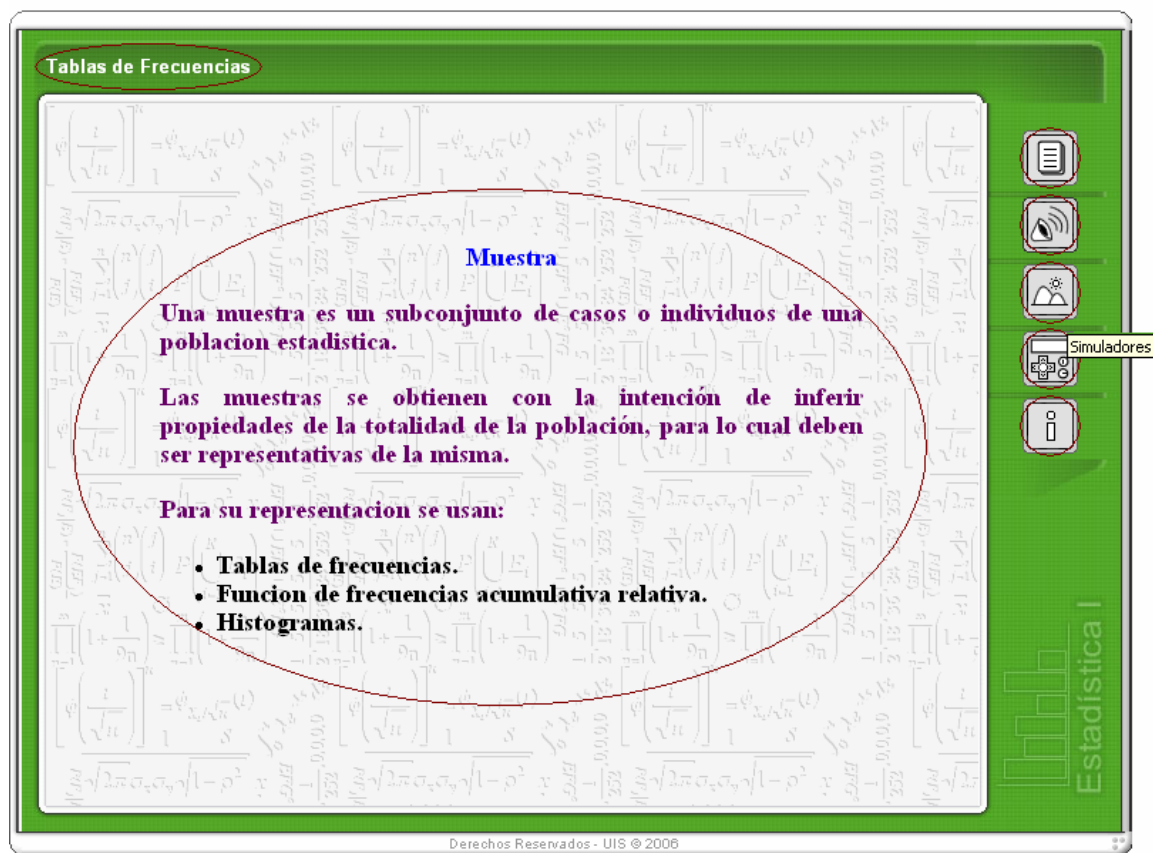 Tablas de Frecuencias
Muestra
Una muestra es un subconjunto de casos o individuos de una
poblacion estadistica.
Las muestras se obtienen con la intención de inferir
propiedades de la totalidad de la población, para lo cual deben
ser representativas de la misma.
Para su representacion se usan:
• Tablas de frecuencias.
• Funcion de frecuencias acumulativa relativa.
• Histogramas.
Simuladores
Estadística I
Derechos Reservados - UIS © 2006